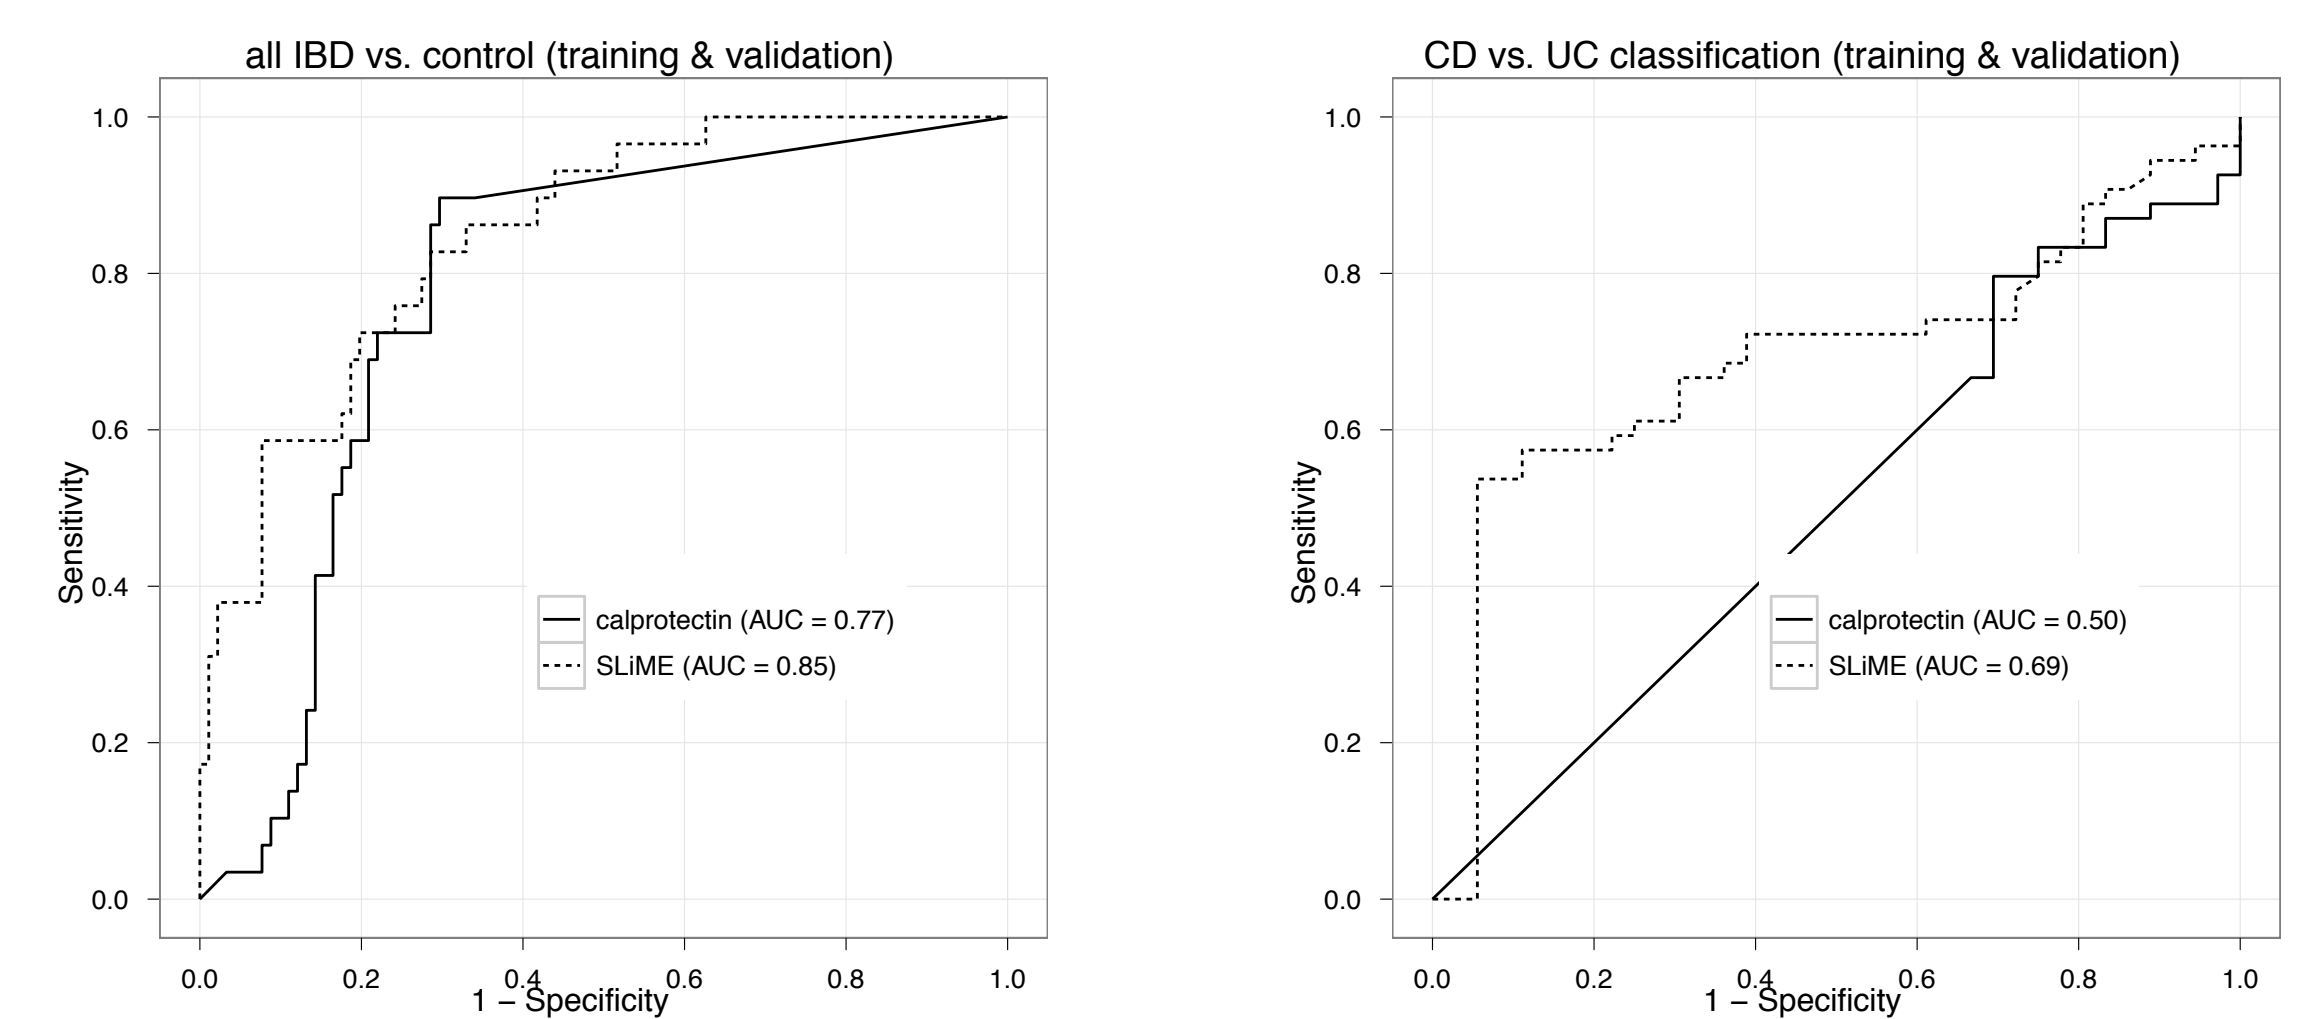 all IBD vs. control (training & validation)
1.0
0.8
0.6
0.4
0.2
0.0
Sensitivity
calprotectin (AUC = 0.77)
SLiME (AUC = 0.85)
0.0 0.2 0.4 0.6 0.8 1.0
1 – Specificity
CD vs. UC classification (training & validation)
1.0
0.8
0.6
0.4
0.2
0.0
Sensitivity
calprotectin (AUC = 0.50)
SLiME (AUC = 0.69)
0.0 0.2 0.4 0.6 0.8 1.0
1 – Specificity